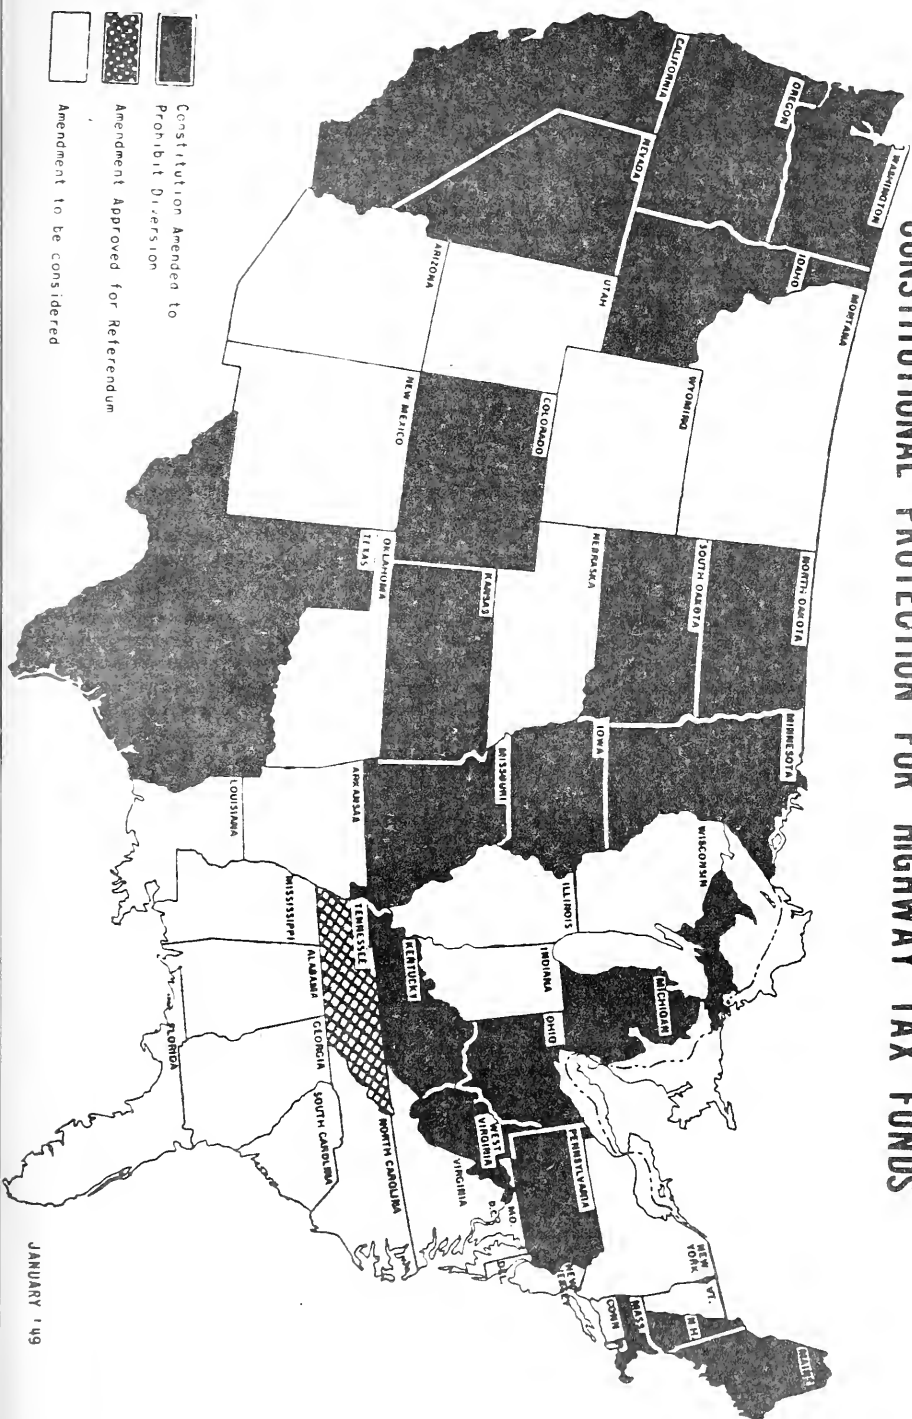 CONSTITUTIONAL PROTECTION FOR HIGHWAY TAX FUNDS
WASHINGTON
OREGON
CALIFORNIA
NEVADA
IDAHO
MONTANA
UTAH
ARIZONA
WYOMING
COLORADO
NEW MEXICO
NORTH DAKOTA
SOUTH DAKOTA
NEBRASKA
KANSAS
OKLAHOMA
TEXAS
MINNESOTA
IOWA
MISSOURI
ARKANSAS
LOUISIANA
WISCONSIN
ILLINOIS
INDIANA
MICHIGAN
OHIO
KENTUCKY
TENNESSEE
MISSISSIPPI
ALABAMA
GEORGIA
FLORIDA
SOUTH CAROLINA
NORTH CAROLINA
VIRGINIA
WEST
VIRGINIA
PENNSYLVANIA
MD.
D.C.
DEL.
NEW
JERSEY
NEW
YORK
VT.
N.H.
MASS.
CONN.
MAINE
Constitution Amended to
Prohibit Diversion
Amendment Approved for Referendum
Amendment to be considered
JANUARY '49